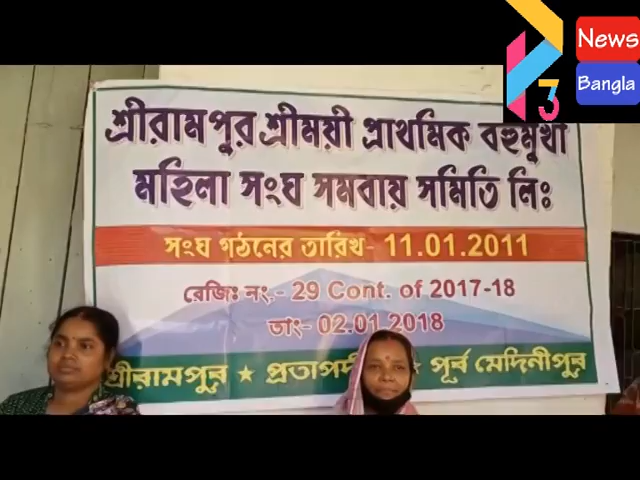 3
News
Bangla
শ্রীরামপুর শ্রীময়ী প্রাথমিক বহুমুখী
মহিলা সংঘ সমবায় সমিতি লিঃ
সংঘ গঠনের তারিখ- 11.01.2011
রেজিঃ নং.- 29 Cont. of 2017-18
তাং- 02.01.2018
শ্রীরামপুর ★ ★ পূর্ব মেদিনীপুর